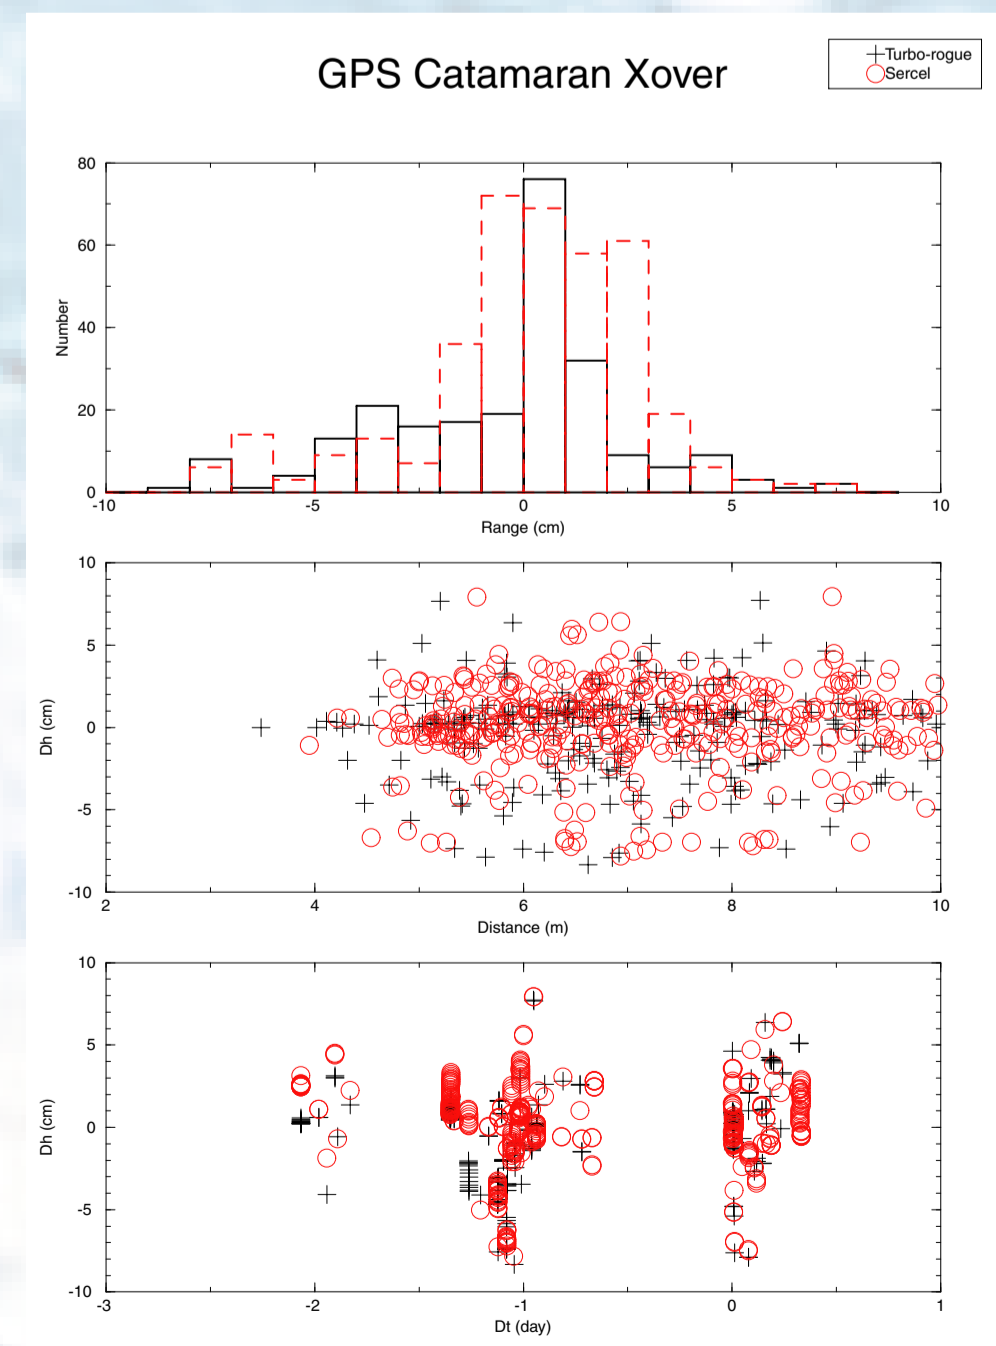 GPS Catamaran Xover
Turbo-rogue
Sercel
80
60
40
20
0
Number
-10 -5 0 5 10
Range (cm)
10
5
0
-5
-10
Dh (cm)
2 4 6 8 10
Distance (m)
10
5
0
-5
-10
Dh (cm)
-3 -2 -1 0 1
Dt (day)